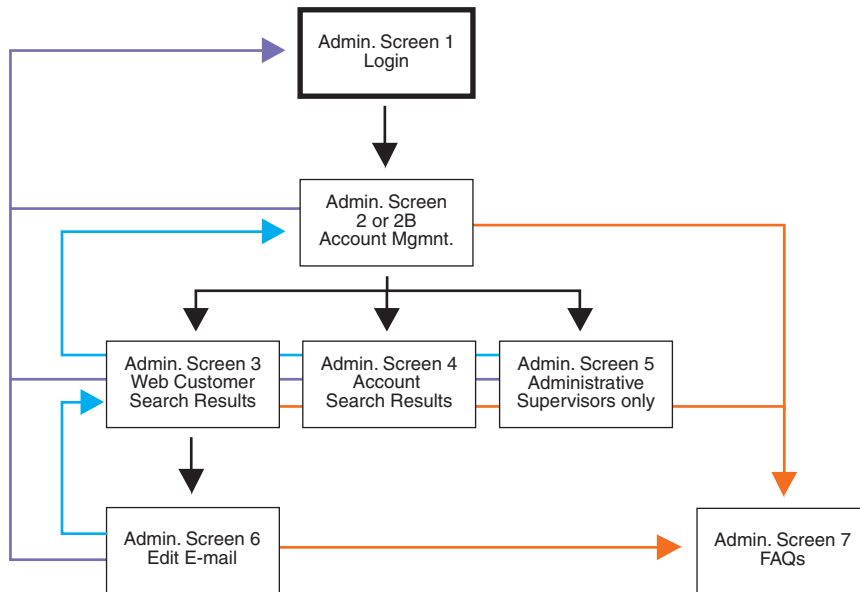 Admin. Screen 1
Login
Admin. Screen
2 or 2B
Account Mgmnt.
Admin. Screen 3
Web Customer
Search Results
Admin. Screen 4
Account
Search Results
Admin. Screen 5
Administrative
Supervisors only
Admin. Screen 6
Edit E-mail
Admin. Screen 7
FAQs